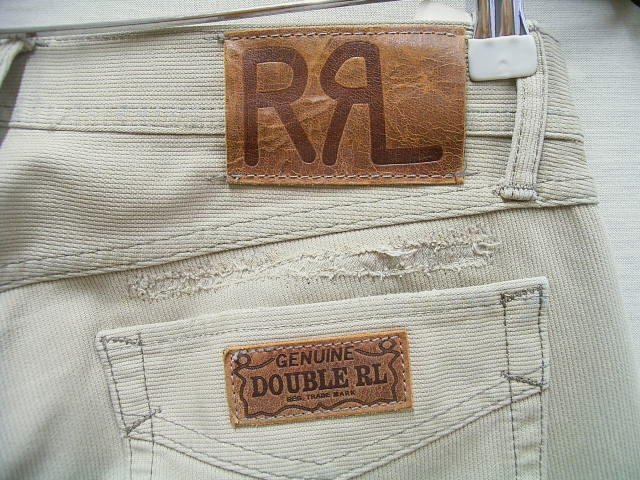 RRL
GENUINE
DOUBLE RL
REG. TRADE MARK